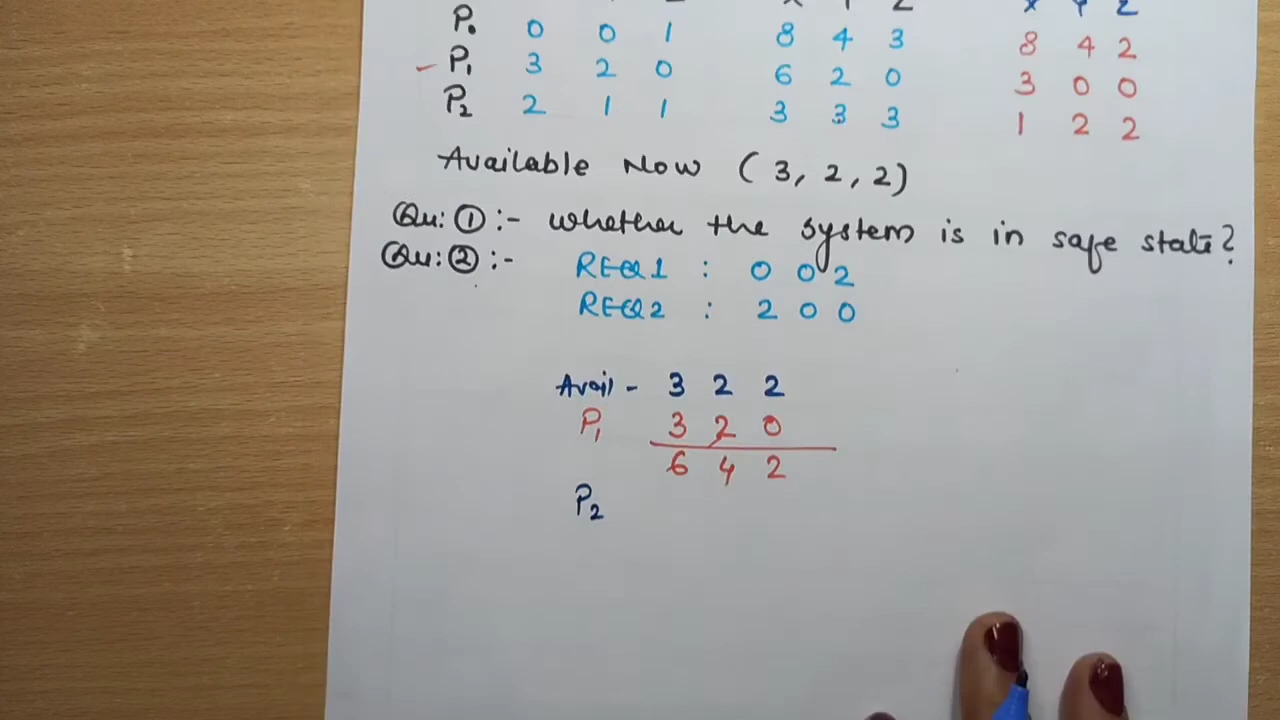 X Y Z
P0 0 0 1 8 4 3 8 4 2
P1 3 2 0 6 2 0 3 0 0
P2 2 1 1 3 3 3 1 2 2
Available Now (3, 2, 2)
Qu: ① :- whether the system is in safe state?
Qu: ② :- REQ1 : 0 0 2
REQ2 : 2 0 0
Avail - 3 2 2
P1 3 2 0
6 4 2
P2